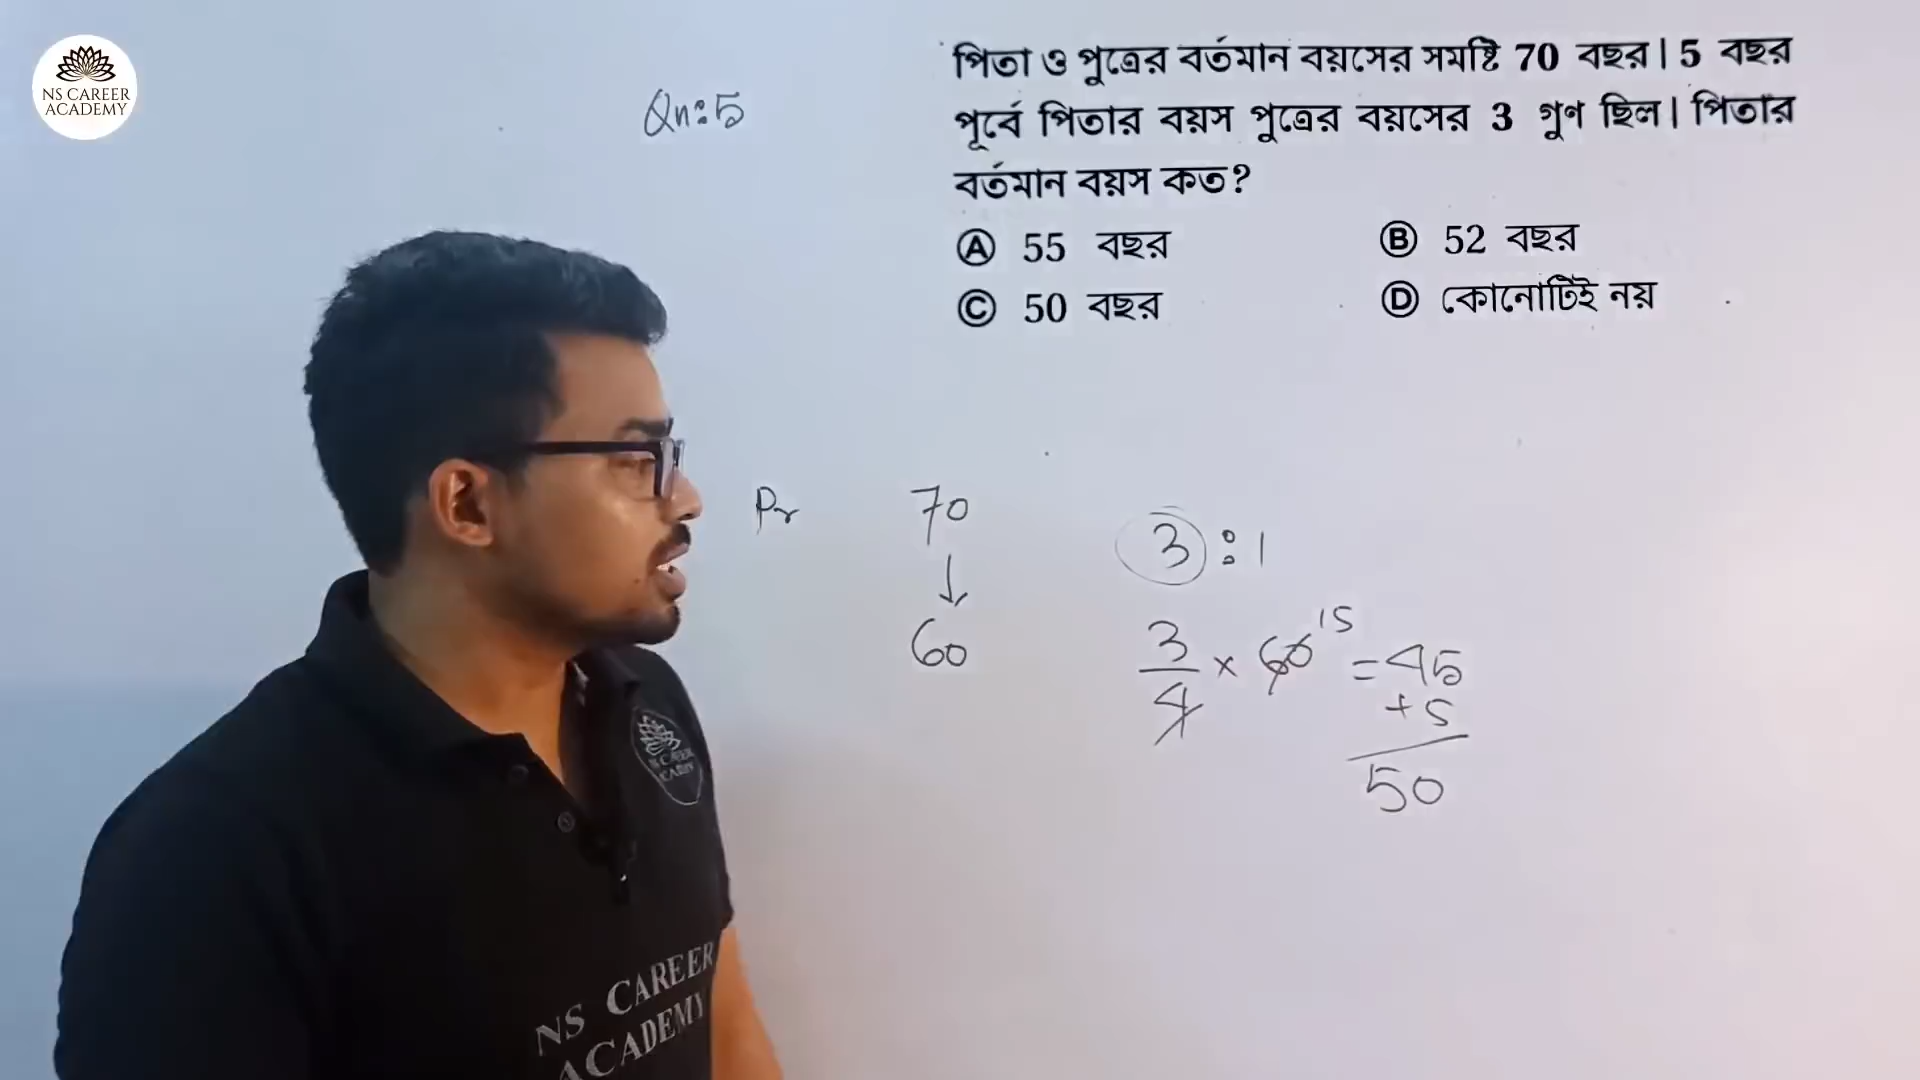 NS CAREER
ACADEMY
Qn:5
পিতা ও পুত্রের বর্তমান বয়সের সমষ্টি 70 বছর। 5 বছর
পূর্বে পিতার বয়স পুত্রের বয়সের 3 গুণ ছিল। পিতার
বর্তমান বয়স কত?
Ⓐ 55 বছর
Ⓑ 52 বছর
Ⓒ 50 বছর
Ⓓ কোনোটিই নয়
Pr 70
↓
60
3 : 1
3/4 × 60 15 = 45
+ 5
50
NS CAREER
ACADEMY